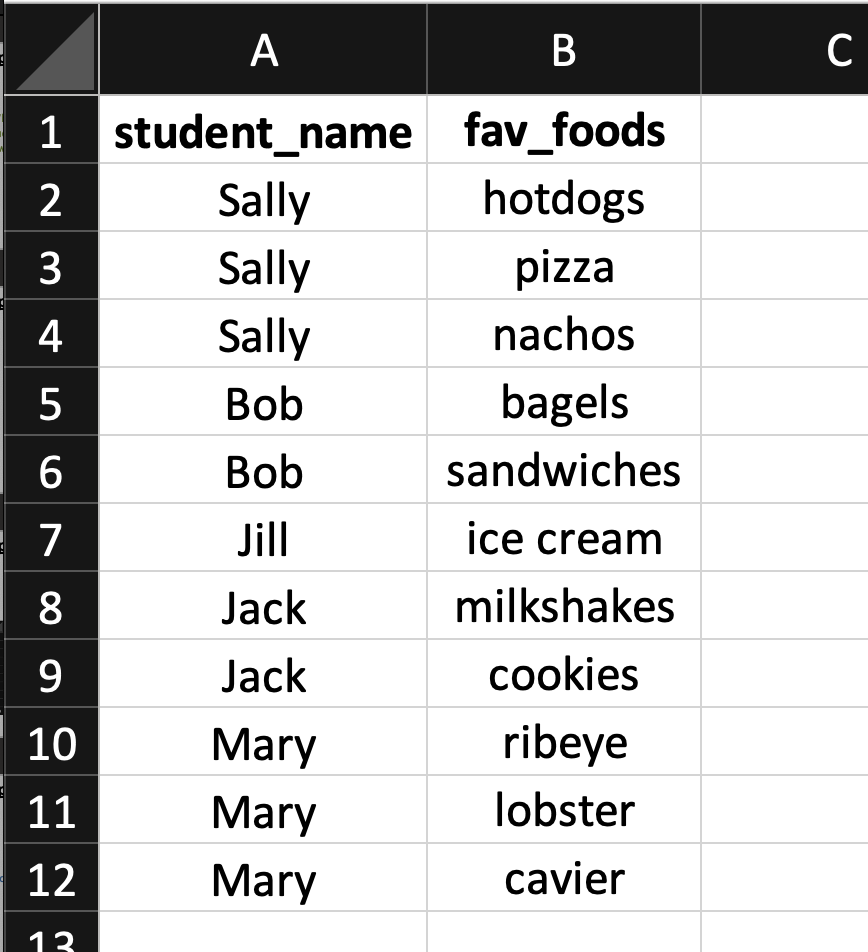 A B C
1 student_name fav_foods
2 Sally hotdogs
3 Sally pizza
4 Sally nachos
5 Bob bagels
6 Bob sandwiches
7 Jill ice cream
8 Jack milkshakes
9 Jack cookies
10 Mary ribeye
11 Mary lobster
12 Mary cavier
13